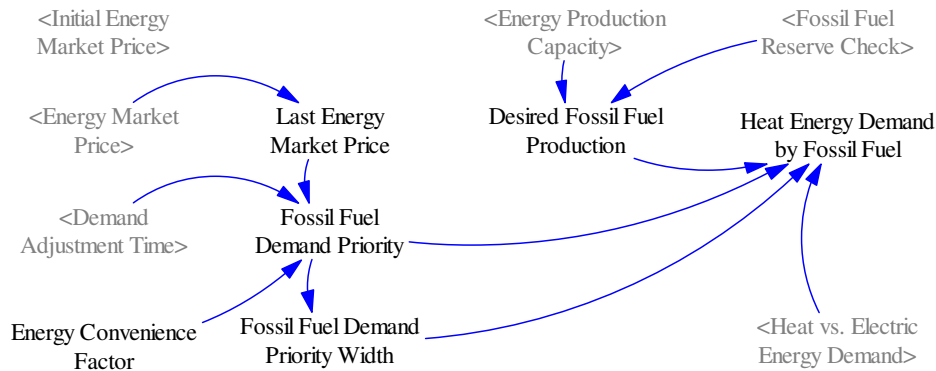 <Initial Energy
Market Price>
<Energy Production
Capacity>
<Fossil Fuel
Reserve Check>
<Energy Market
Price>
Last Energy
Market Price
Desired Fossil Fuel
Production
Heat Energy Demand
by Fossil Fuel
<Demand
Adjustment Time>
Fossil Fuel
Demand Priority
Energy Convenience
Factor
Fossil Fuel Demand
Priority Width
<Heat vs. Electric
Energy Demand>